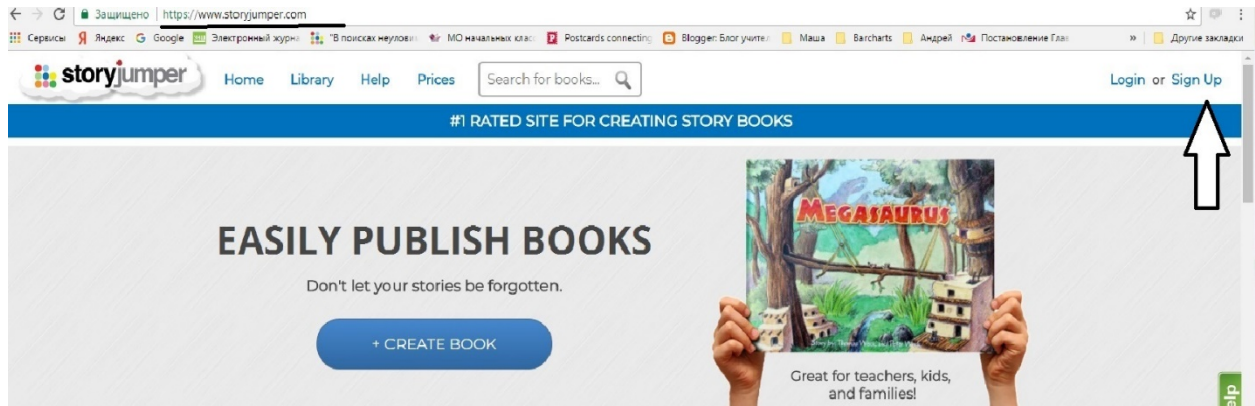 Защищено | https://www.storyjumper.com
Сервисы Яндекс Google Электронный журна "В поисках неулови МО начальных клас Postcards connecting Blogger: Блог учител Маша Barcharts Андрей Постановление Глав » Другие закладки
storyjumper Home Library Help Prices Search for books... Login or Sign Up
#1 RATED SITE FOR CREATING STORY BOOKS
MEGASAURUS
EASILY PUBLISH BOOKS
Don't let your stories be forgotten.
+ CREATE BOOK
Great for teachers, kids,
and families!